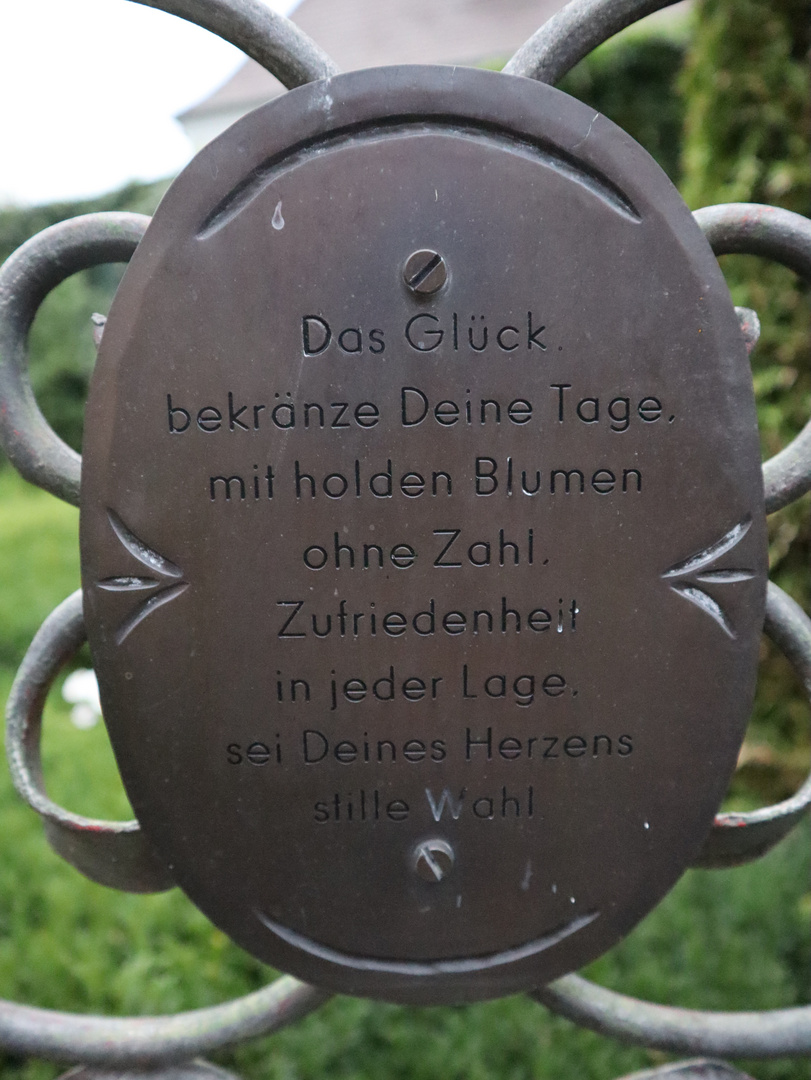 Das Glück.
bekränze Deine Tage,
mit holden Blumen
ohne Zahl.
Zufriedenheit
in jeder Lage,
sei Deines Herzens
stille Wahl.